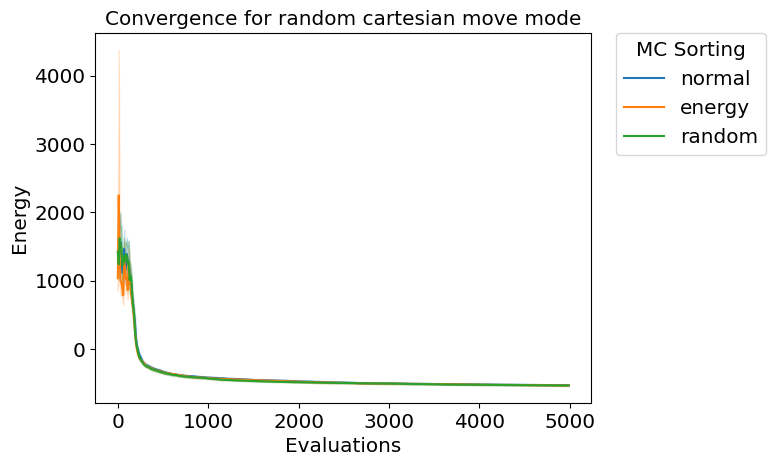 Convergence for random cartesian move mode
MC Sorting
normal
energy
random
Energy
4000
3000
2000
1000
0
0 1000 2000 3000 4000 5000
Evaluations